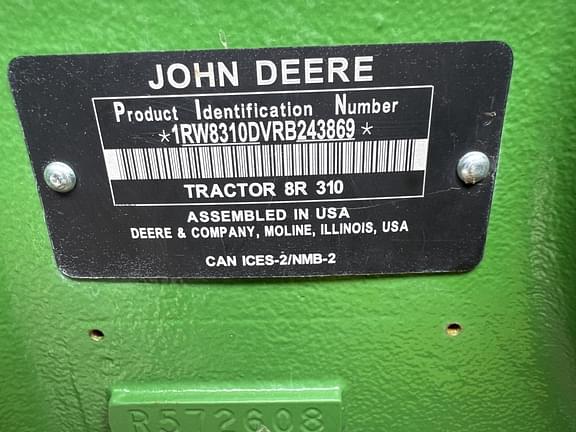 JOHN DEERE
Product Identification Number
*1RW8310DVRB243869*
TRACTOR 8R 310
ASSEMBLED IN USA
DEERE & COMPANY, MOLINE, ILLINOIS, USA
CAN ICES-2/NMB-2
R572608